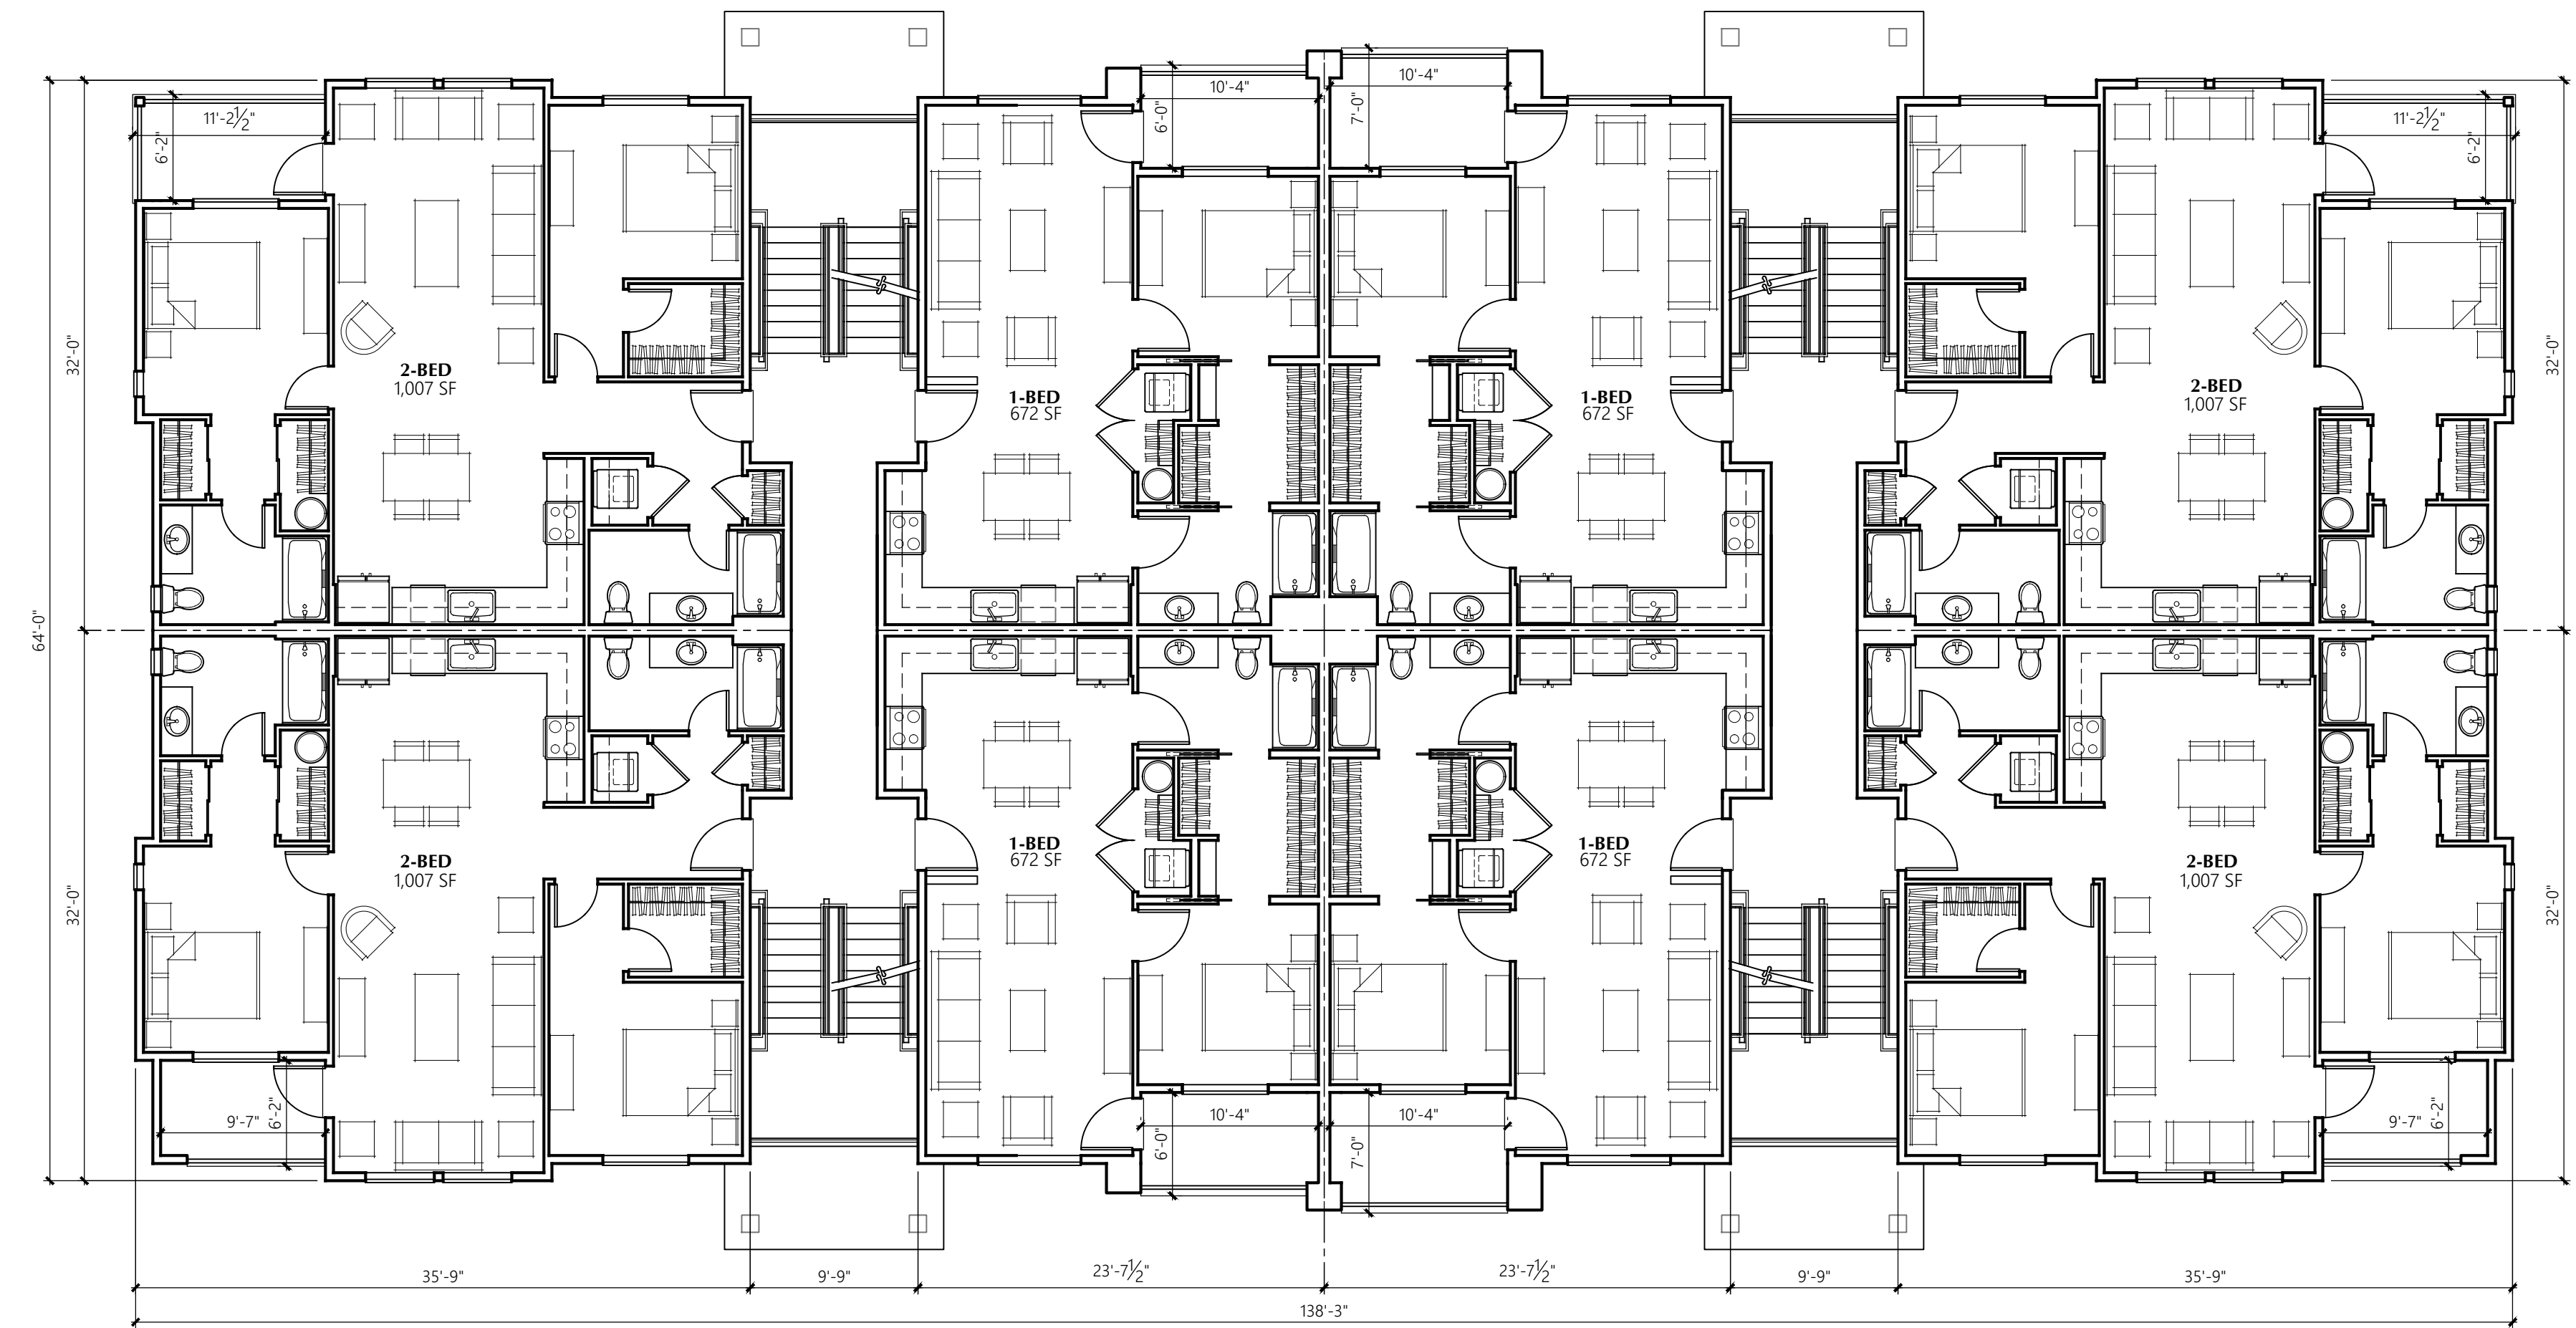 10'-4"
10'-4"
7'-0"
6'-0"
11'-2½"
6'-2"
11'-2½"
6'-2"
32'-0"
32'-0"
2-BED
1,007 SF
1-BED
672 SF
1-BED
672 SF
2-BED
1,007 SF
64'-0"
2-BED
1,007 SF
1-BED
672 SF
1-BED
672 SF
2-BED
1,007 SF
32'-0"
32'-0"
9'-7"
6'-2"
10'-4"
6'-0"
10'-4"
7'-0"
9'-7"
6'-2"
35'-9"
9'-9"
23'-7½"
23'-7½"
9'-9"
35'-9"
138'-3"